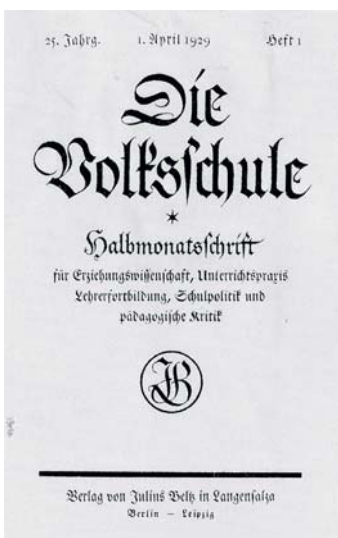 25. Jahrg. 1. April 1929 Heft 1
Die
Volksschule
*
Halbmonatsschrift
für Erziehungswissenschaft, Unterrichtspraxis
Lehrerfortbildung, Schulpolitik und
pädagogische Kritik
JB
Verlag von Julius Beltz in Langensalza
Berlin – Leipzig